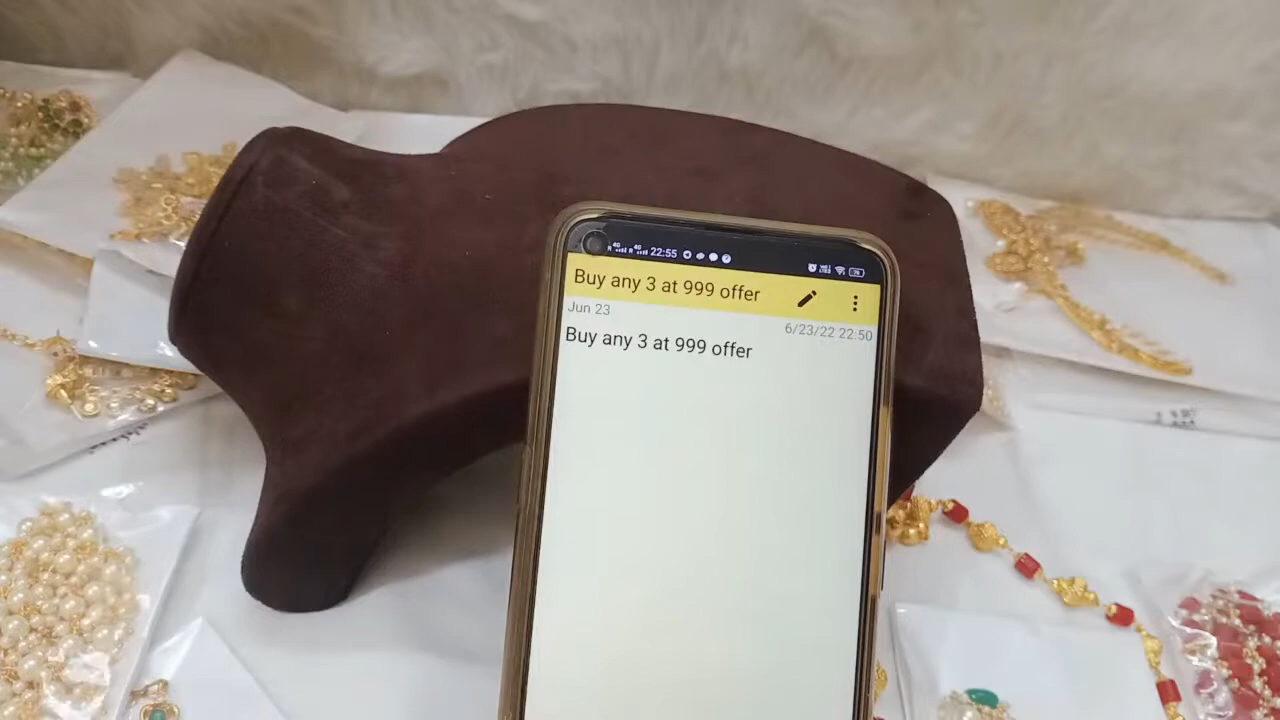 22:55
Buy any 3 at 999 offer
Jun 23
6/23/22 22:50
Buy any 3 at 999 offer